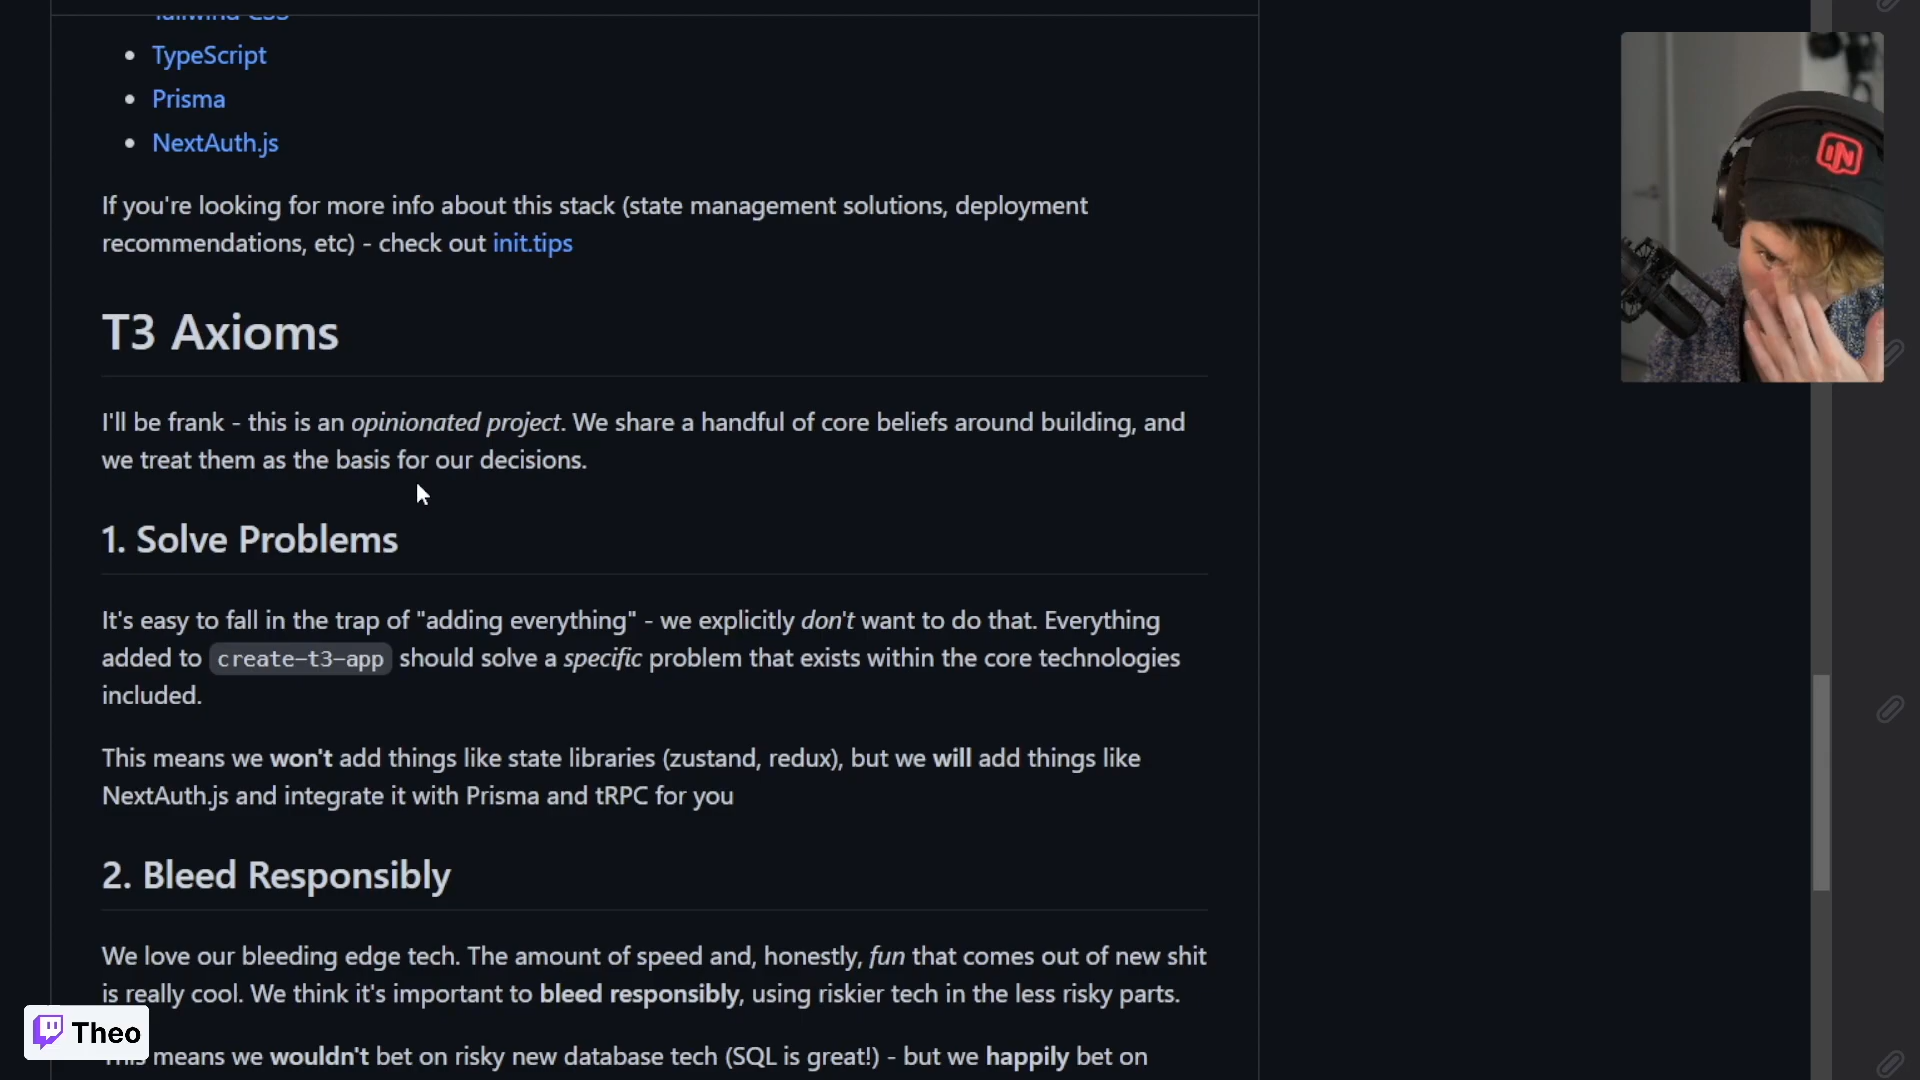 Tailwind CSS
TypeScript
Prisma
NextAuth.js
If you're looking for more info about this stack (state management solutions, deployment
recommendations, etc) - check out init.tips
T3 Axioms
I'll be frank - this is an opinionated project. We share a handful of core beliefs around building, and
we treat them as the basis for our decisions.
1. Solve Problems
It's easy to fall in the trap of "adding everything" - we explicitly don't want to do that. Everything
added to create-t3-app should solve a specific problem that exists within the core technologies
included.
This means we won't add things like state libraries (zustand, redux), but we will add things like
NextAuth.js and integrate it with Prisma and tRPC for you
2. Bleed Responsibly
We love our bleeding edge tech. The amount of speed and, honestly, fun that comes out of new shit
is really cool. We think it's important to bleed responsibly, using riskier tech in the less risky parts.
This means we wouldn't bet on risky new database tech (SQL is great!) - but we happily bet on
Theo
IN